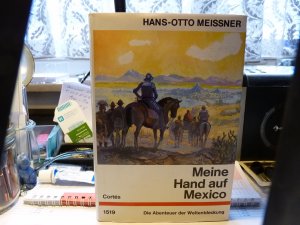 HANS-OTTO MEISSNER
Meine
Hand auf
Mexico
Cortés
1519
Die Abenteuer der Weltentdeckung